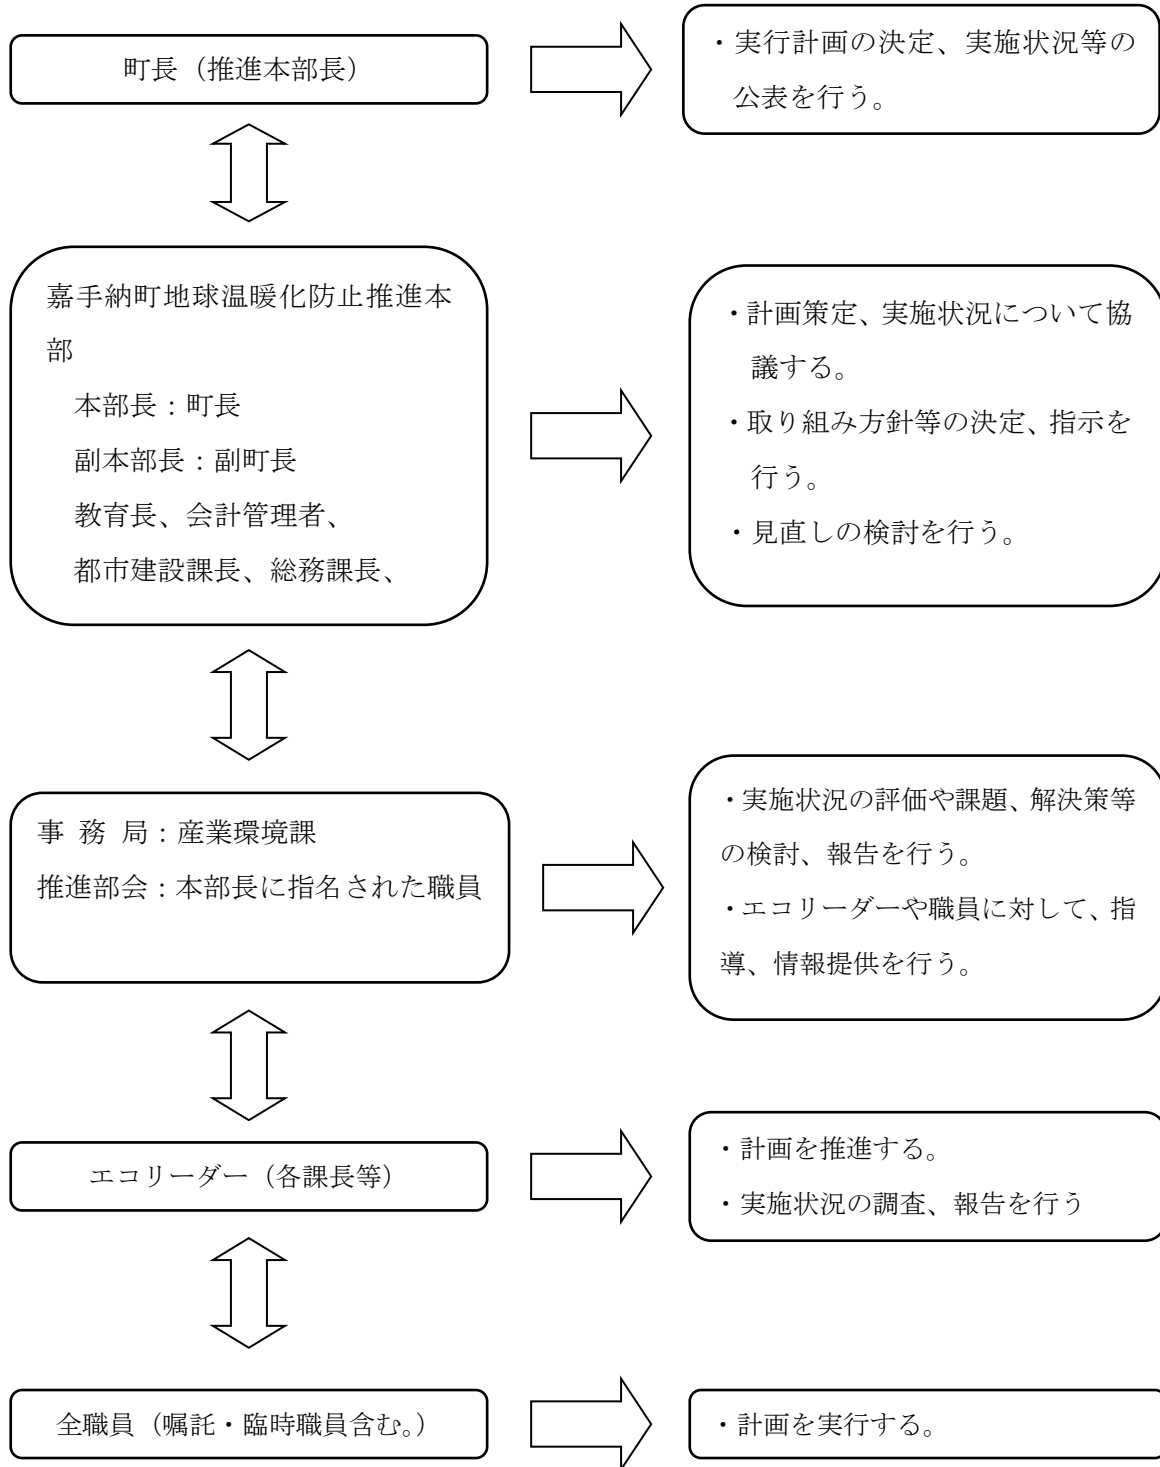 町長（推進本部長）
・実行計画の決定、実施状況等の
公表を行う。
嘉手納町地球温暖化防止推進本
部
本部長：町長
副本部長：副町長
教育長、会計管理者、
都市建設課長、総務課長、
・計画策定、実施状況について協
議する。
・取り組み方針等の決定、指示を
行う。
・見直しの検討を行う。
事 務 局：産業環境課
推進部会：本部長に指名された職員
・実施状況の評価や課題、解決策等
の検討、報告を行う。
・エコリーダーや職員に対して、指
導、情報提供を行う。
エコリーダー（各課長等）
・計画を推進する。
・実施状況の調査、報告を行う
全職員（嘱託・臨時職員含む。）
・計画を実行する。